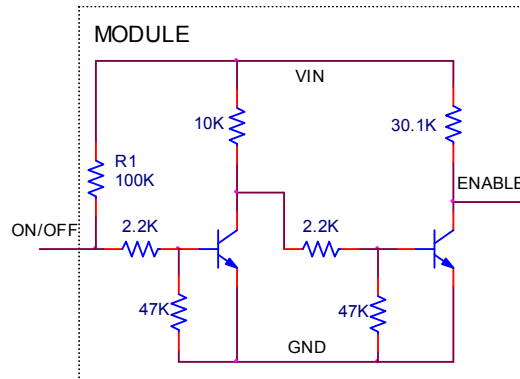 MODULE
VIN
10K
30.1K
R1
100K
ENABLE
ON/OFF
2.2K
2.2K
47K
47K
GND